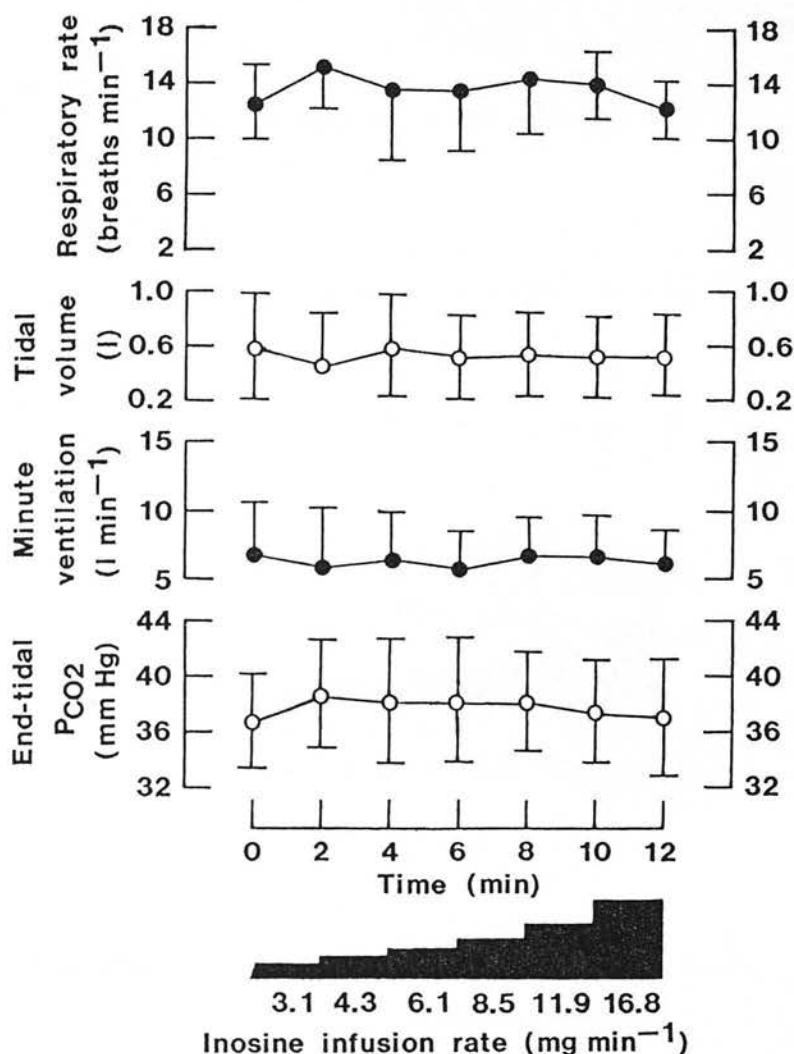 Respiratory rate
(breaths min−1)
18 18
14 14
10 10
6 6
2 2
Tidal
volume
(l)
1.0 1.0
0.6 0.6
0.2 0.2
Minute
ventilation
(l min−1)
15 15
10 10
5 5
End-tidal
PCO2
(mm Hg)
44 44
40 40
36 36
32 32
0 2 4 6 8 10 12
Time (min)
3.1 4.3 6.1 8.5 11.9 16.8
Inosine infusion rate (mg min−1)